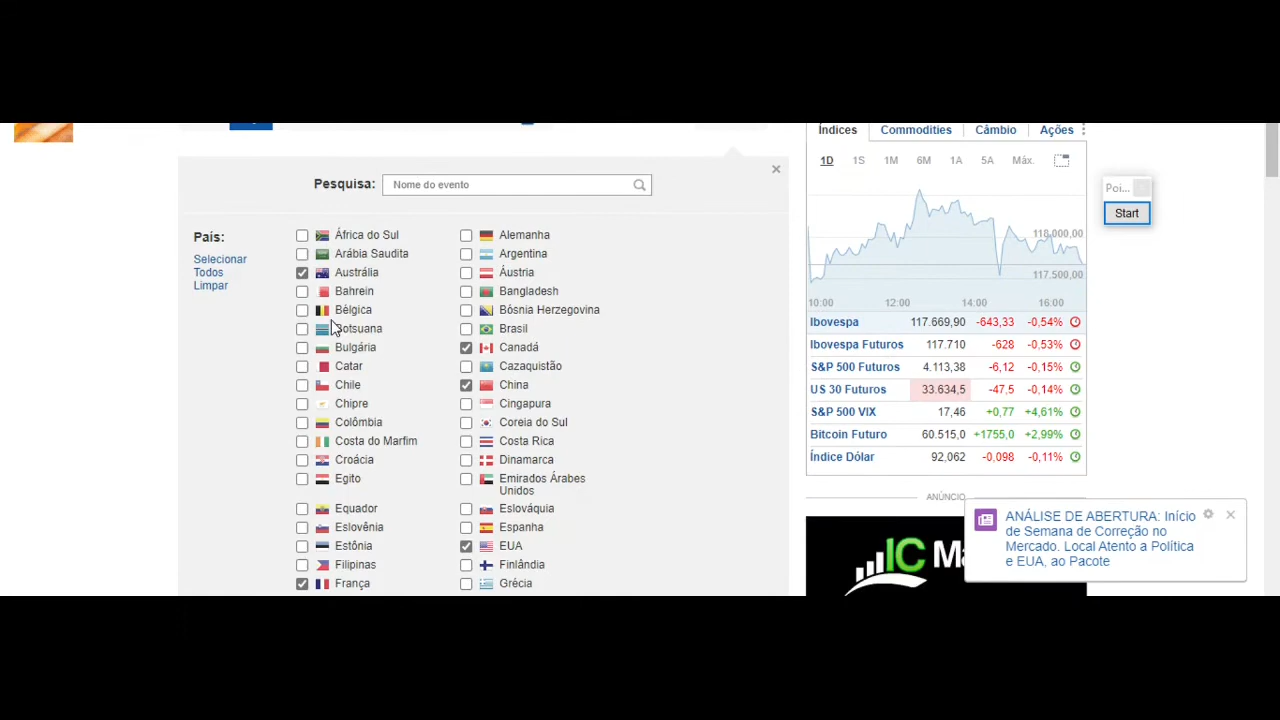 Índices Commodities Câmbio Ações
1D 1S 1M 6M 1A 5A Máx.
118,000.00
117,500.00
10:00 12:00 14:00 16:00
Ibovespa 117.669,90 -643,33 -0,54%
Ibovespa Futuros 117.710 -628 -0,53%
S&P 500 Futuros 4.113,38 -6,12 -0,15%
US 30 Futuros 33.634,5 -47,5 -0,14%
S&P 500 VIX 17,46 +0,77 +4,61%
Bitcoin Futuro 60.515,0 +1755,0 +2,99%
Índice Dólar 92,062 -0,098 -0,11%
ANÚNCIO
IC
Pesquisa: Nome do evento
País:
Selecionar
Todos
Limpar
África do Sul Alemanha
Arábia Saudita Argentina
Austrália Áustria
Bahrein Bangladesh
Bélgica Bósnia Herzegovina
Botsuana Brasil
Bulgária Canadá
Catar Cazaquistão
Chile China
Chipre Cingapura
Colômbia Coreia do Sul
Costa do Marfim Costa Rica
Croácia Dinamarca
Egito Emirados Árabes
Unidos
Equador Eslováquia
Eslovênia Espanha
Estônia EUA
Filipinas Finlândia
França Grécia
Poi...
Start
ANÁLISE DE ABERTURA: Início
de Semana de Correção no
Mercado. Local Atento a Política
e EUA, ao Pacote